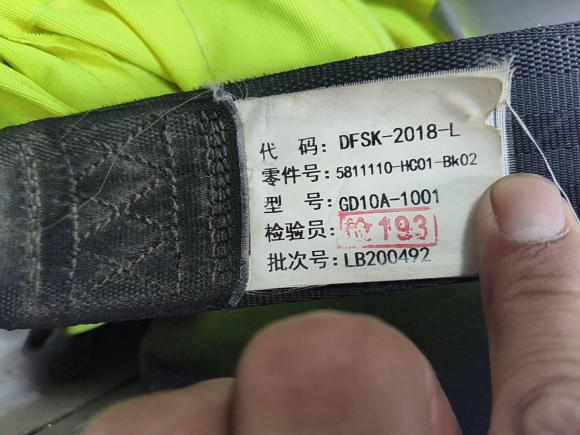 代 码：DFSK-2018-L
零件号：5811110-HC01-Bk02
型 号：GD10A-1001
检验员：检 193
批次号：LB200492